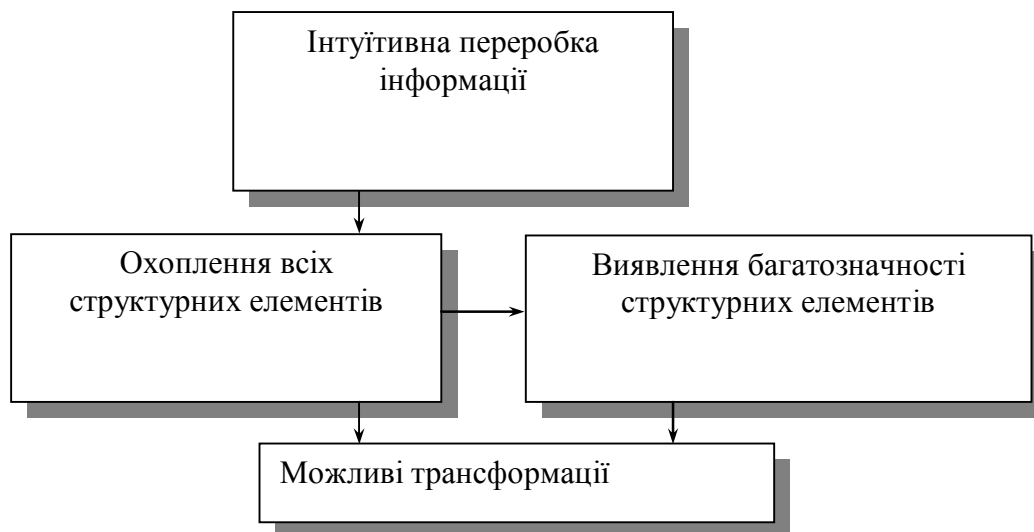 Інтуїтивна переробка
інформації
Охоплення всіх
структурних елементів
Виявлення багатозначності
структурних елементів
Можливі трансформації